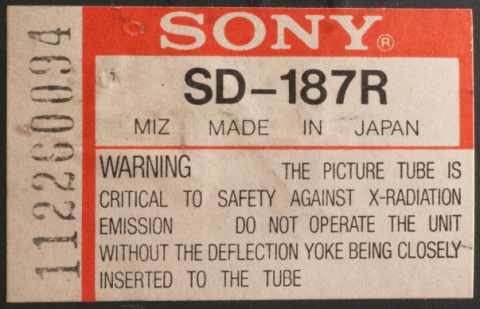 SONY®
SD-187R
MIZ MADE IN JAPAN
WARNING THE PICTURE TUBE IS
CRITICAL TO SAFETY AGAINST X-RADIATION
EMISSION DO NOT OPERATE THE UNIT
WITHOUT THE DEFLECTION YOKE BEING CLOSELY
INSERTED TO THE TUBE
112260094